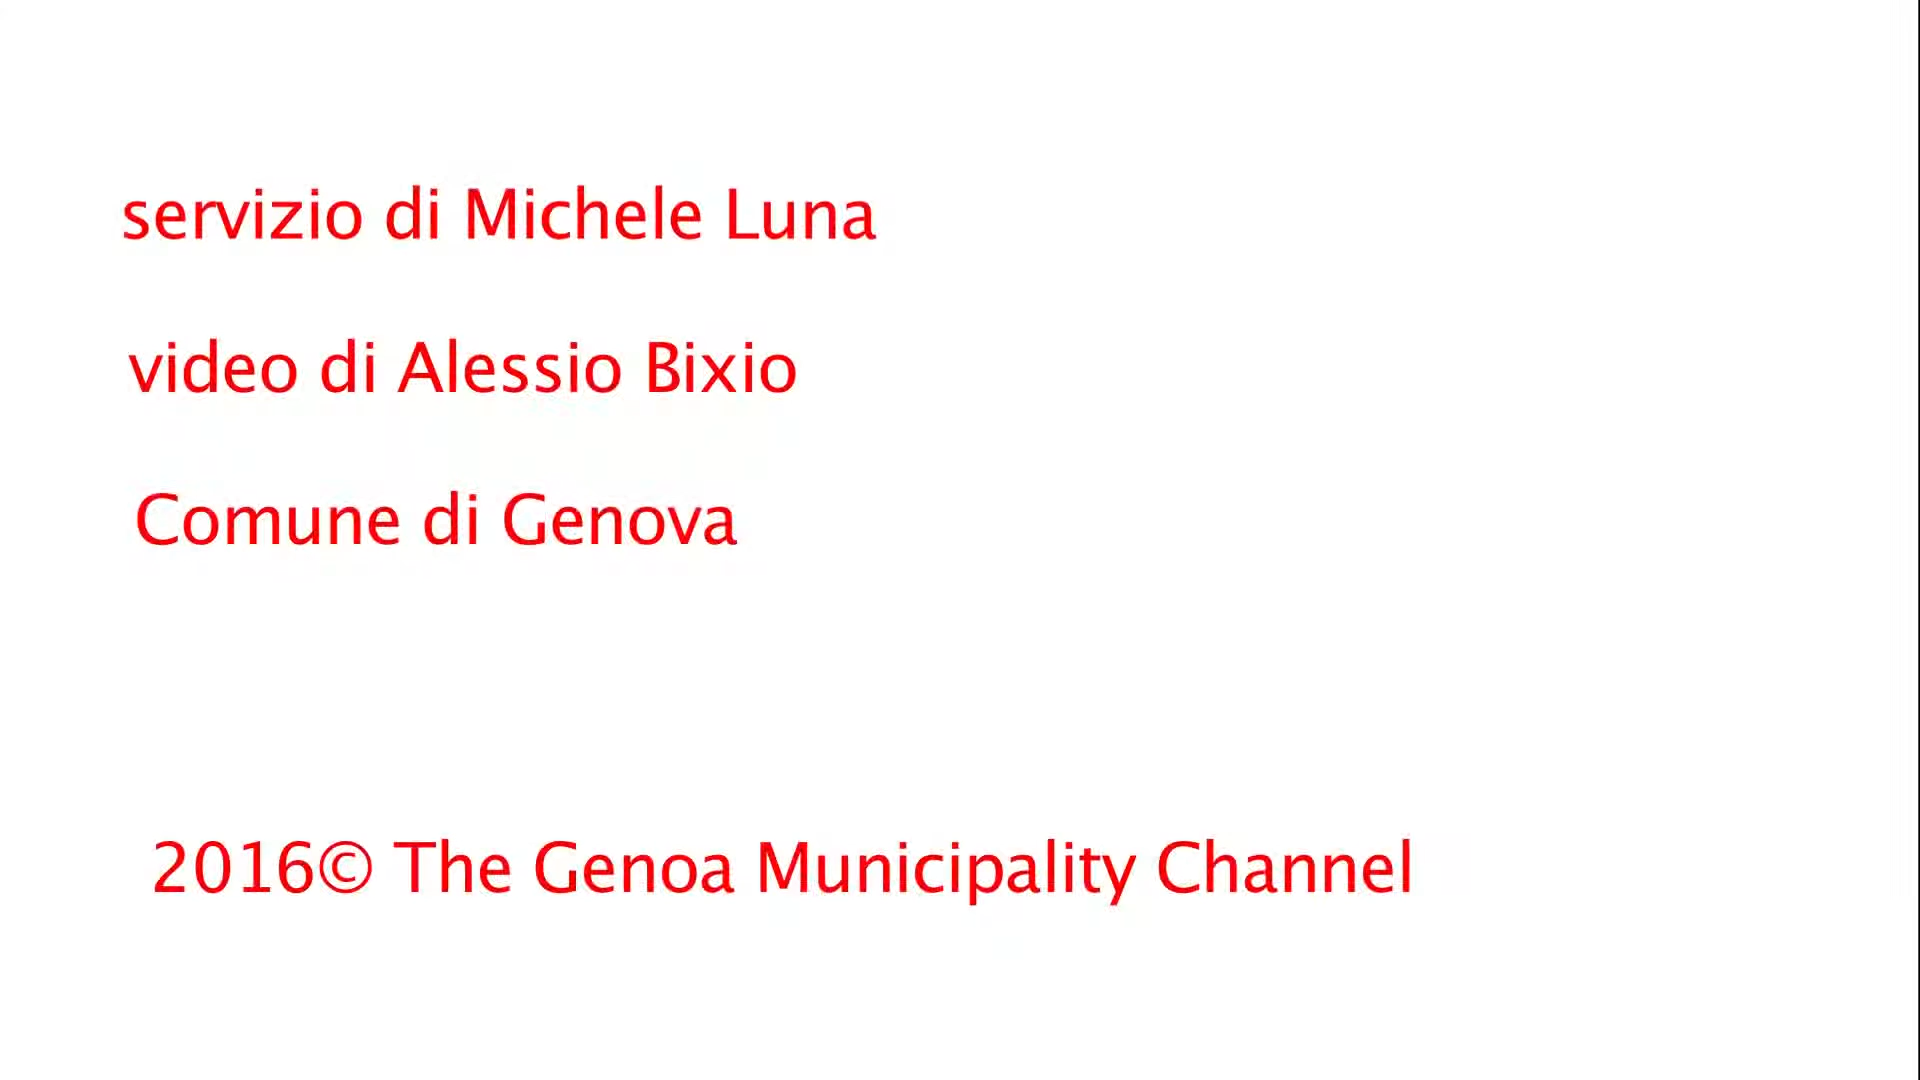 servizio di Michele Luna
video di Alessio Bixio
Comune di Genova
2016© The Genoa Municipality Channel